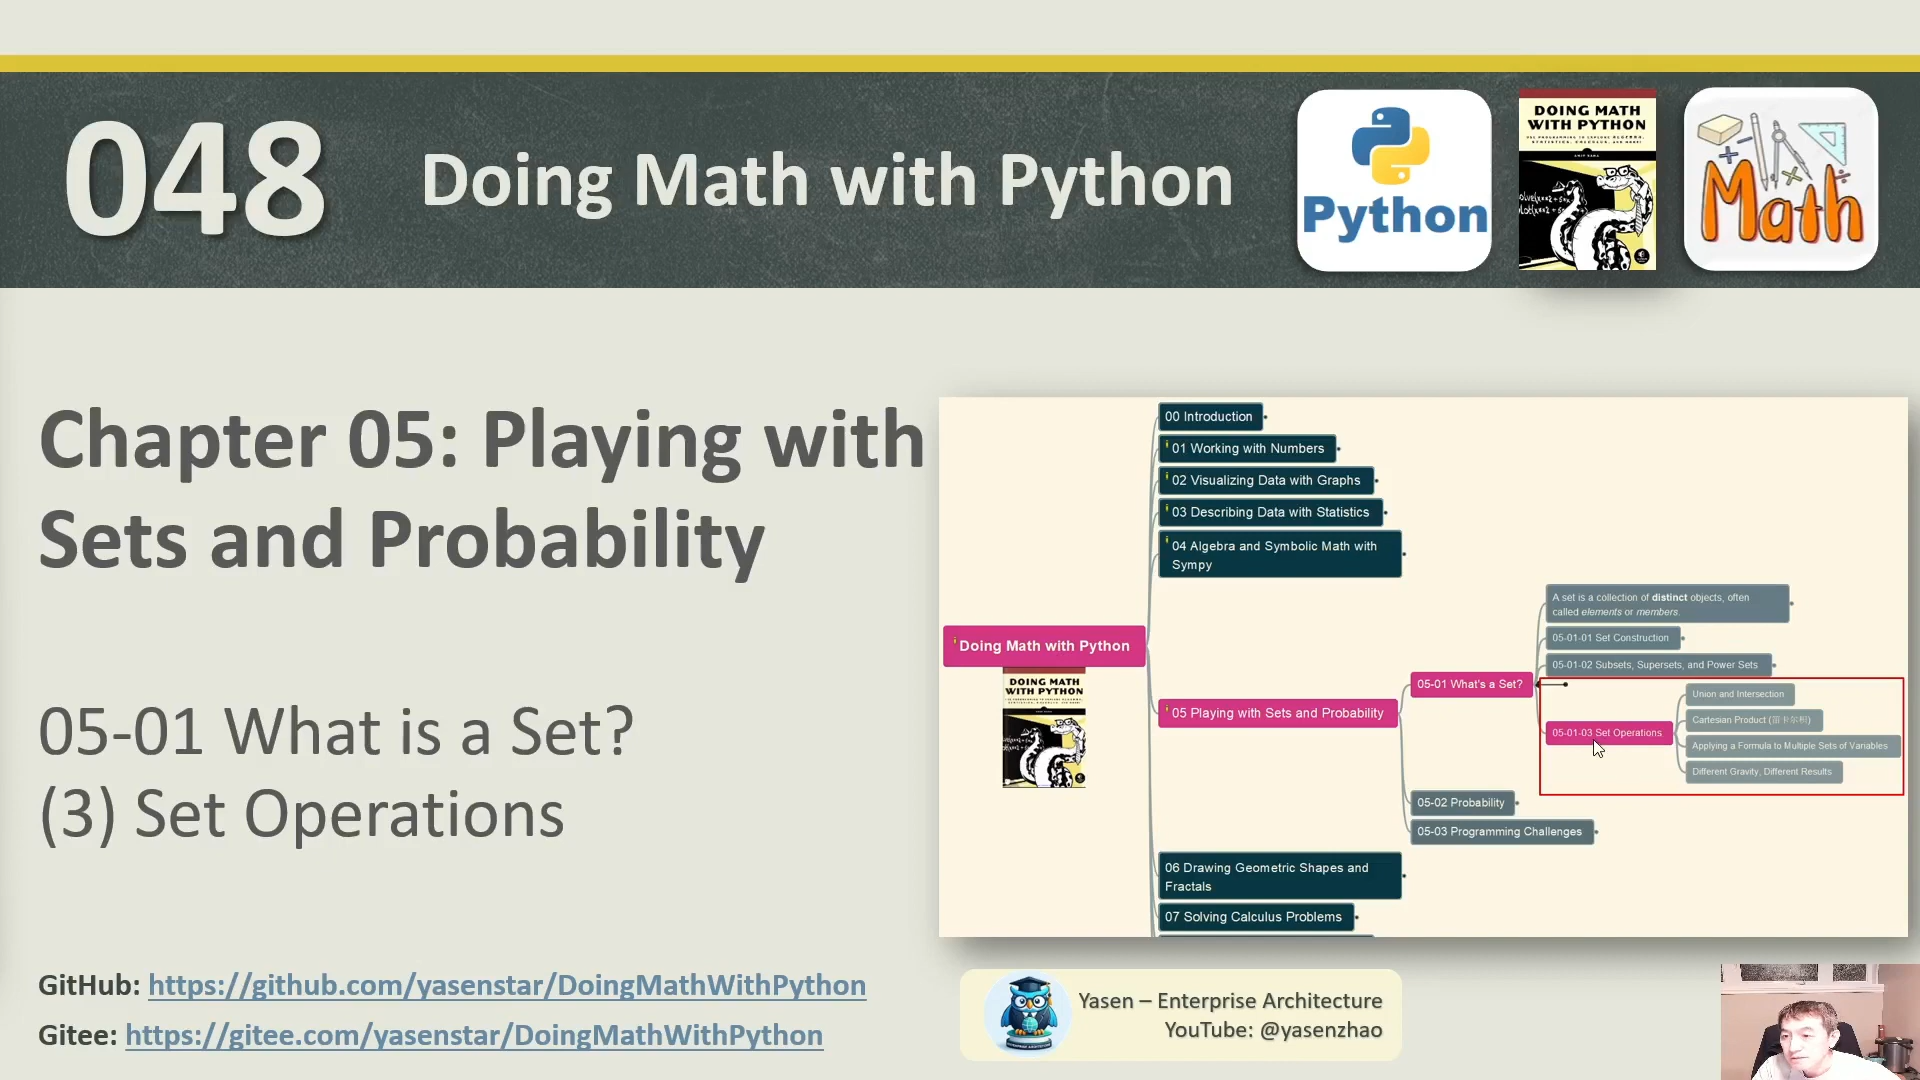 048
Doing Math with Python
Python
DOING MATH
WITH PYTHON
Math
Chapter 05: Playing with
Sets and Probability
05-01 What is a Set?
(3) Set Operations
00 Introduction
01 Working with Numbers
02 Visualizing Data with Graphs
03 Describing Data with Statistics
04 Algebra and Symbolic Math with
Sympy
Doing Math with Python
DOING MATH
WITH PYTHON
05 Playing with Sets and Probability
05-01 What's a Set?
A set is a collection of distinct objects, often
called elements or members.
05-01-01 Set Construction
05-01-02 Subsets, Supersets, and Power Sets
05-01-03 Set Operations
Union and Intersection
Cartesian Product (笛卡尔积)
Applying a Formula to Multiple Sets of Variables
Different Gravity, Different Results
05-02 Probability
05-03 Programming Challenges
06 Drawing Geometric Shapes and
Fractals
07 Solving Calculus Problems
GitHub: https://github.com/yasenstar/DoingMathWithPython
Gitee: https://gitee.com/yasenstar/DoingMathWithPython
Yasen – Enterprise Architecture
YouTube: @yasenzhao